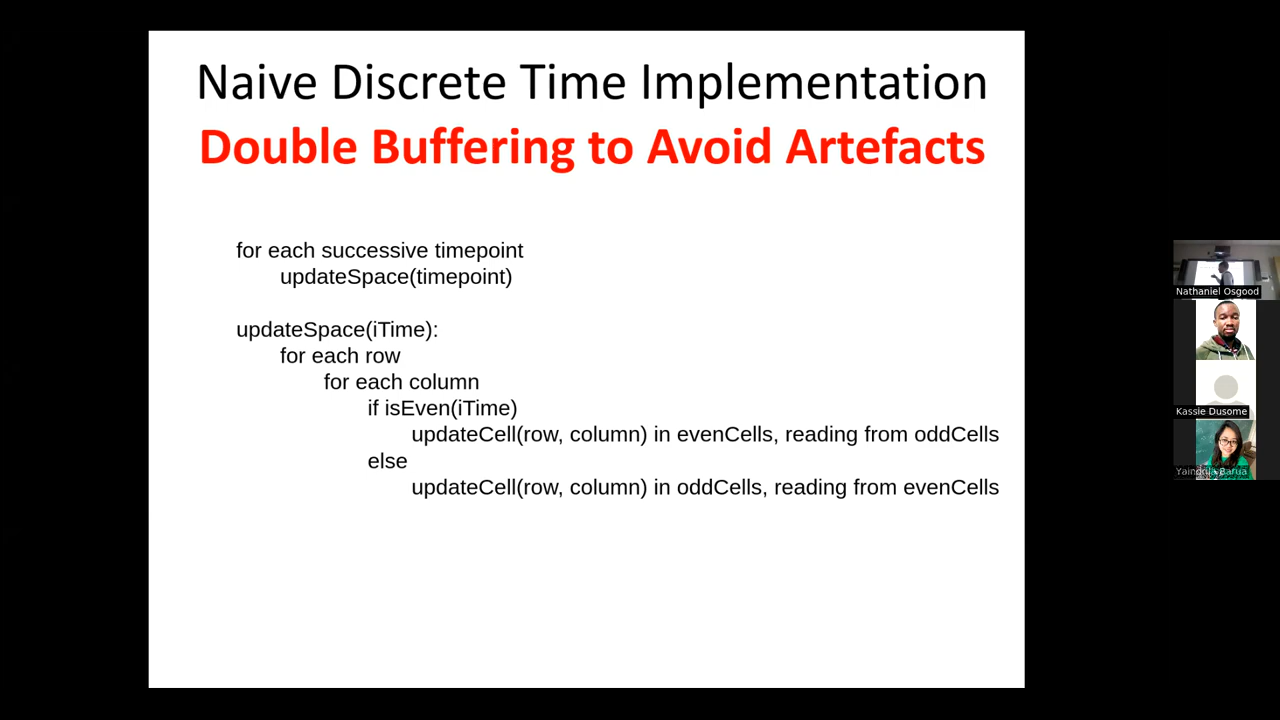 Naive Discrete Time Implementation
Double Buffering to Avoid Artefacts
for each successive timepoint
updateSpace(timepoint)
updateSpace(iTime):
for each row
for each column
if isEven(iTime)
updateCell(row, column) in evenCells, reading from oddCells
else
updateCell(row, column) in oddCells, reading from evenCells
Nathaniel Osgood
Kassie Dusome